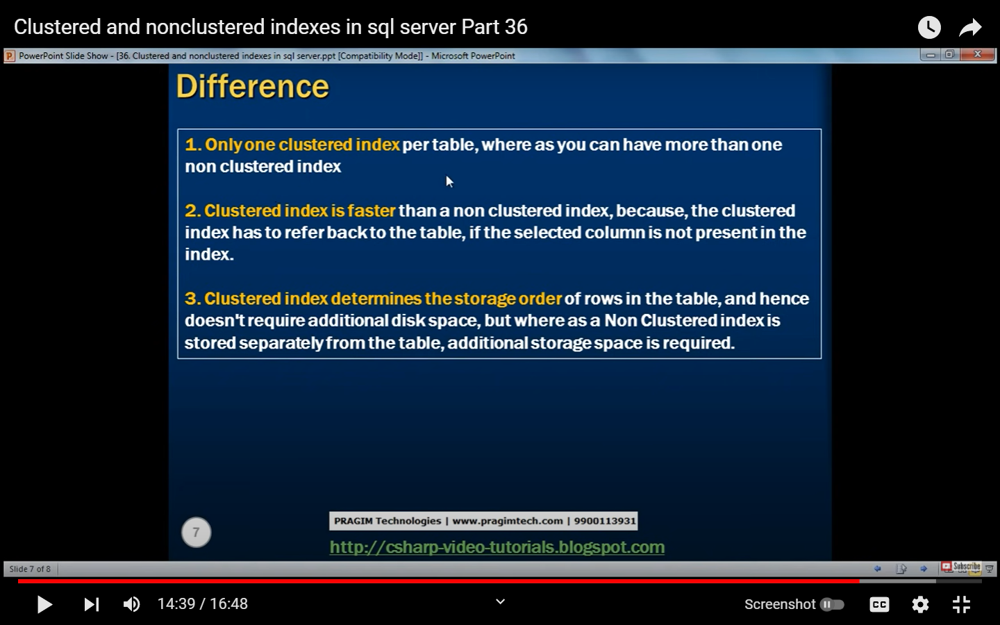 Clustered and nonclustered indexes in sql server Part 36
PowerPoint Slide Show - [36. Clustered and nonclustered indexes in sql server.ppt [Compatibility Mode]] - Microsoft PowerPoint
Difference
1. Only one clustered index per table, where as you can have more than one
non clustered index
2. Clustered index is faster than a non clustered index, because, the clustered
index has to refer back to the table, if the selected column is not present in the
index.
3. Clustered index determines the storage order of rows in the table, and hence
doesn't require additional disk space, but where as a Non Clustered index is
stored separately from the table, additional storage space is required.
PRAGIM Technologies | www.pragimtech.com | 9900113931
7
http://csharp-video-tutorials.blogspot.com
Slide 7 of 8
Subscribe
14:39 / 16:48
Screenshot
CC